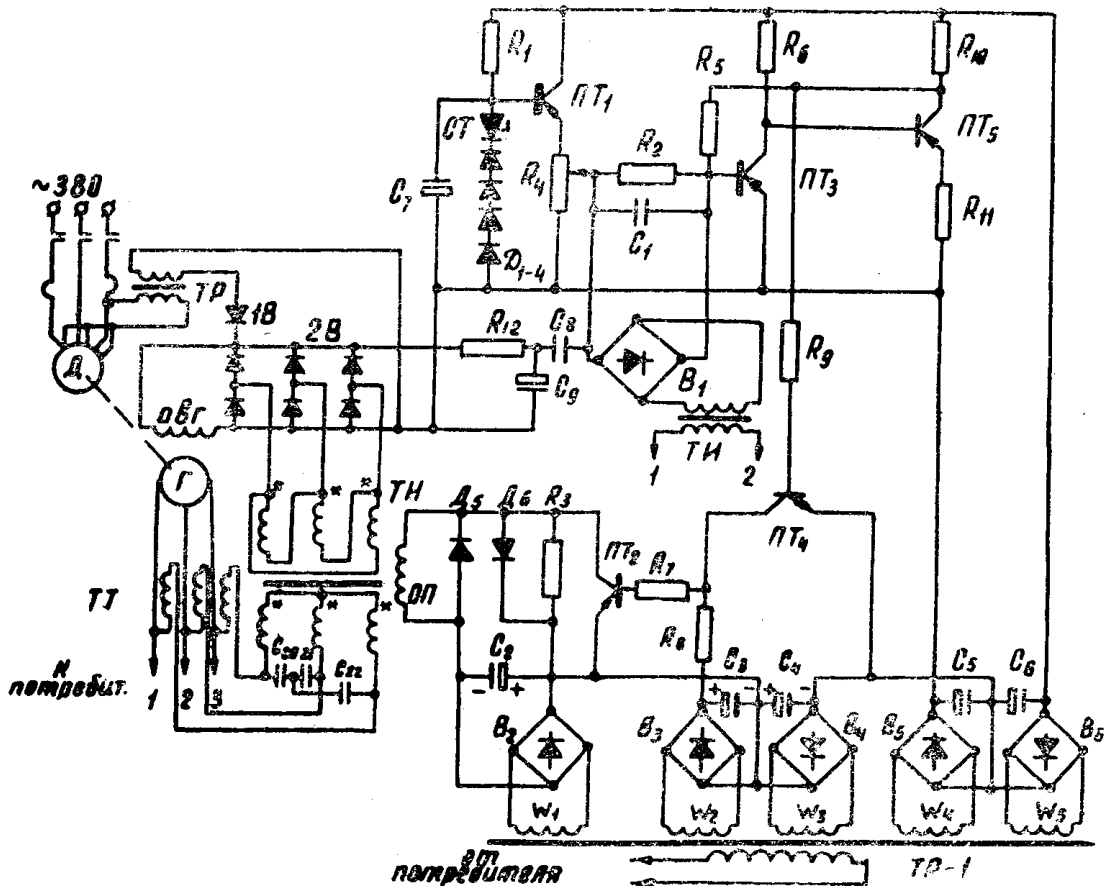 R1
R6
R10
R5
ПТ1
СТ
ПТ5
R2
R4
ПТ3
~380
C7
R11
C1
Д1-4
ТР
1В
R12
C8
2В
R9
Д
В1
C9
ОВГ
ТИ
1
2
Г
*
*
*
ТН
Д5
Д6
R3
ПТ4
ПТ2
R7
ТТ
ОП
*
*
*
R8
C22
C2
C3
C4
C5
C6
К
потребит.
1
2
3
-
+
+
-
+
-
В2
В3
В4
В5
W1
W2
W3
W4
W5
от
потребителя
ТР-1